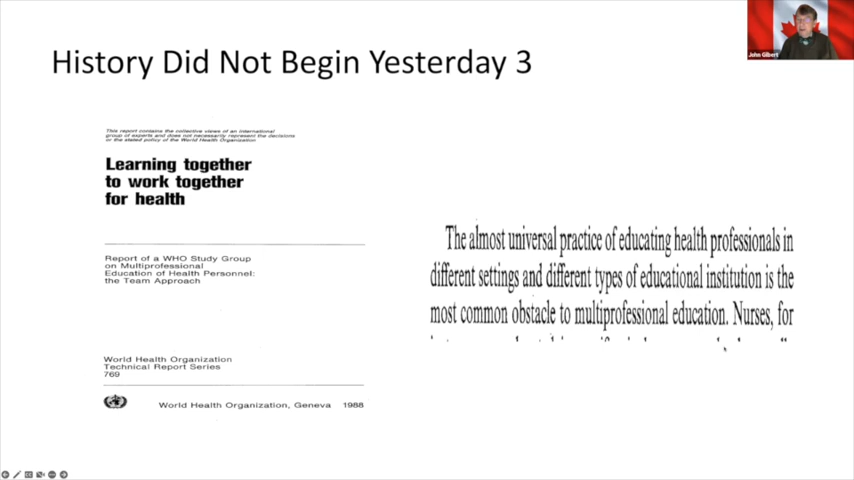 History Did Not Begin Yesterday 3
John Gilbert
This report contains the collective views of an international
group of experts and does not necessarily represent the decisions
or the stated policy of the World Health Organization
Learning together
to work together
for health
Report of a WHO Study Group
on Multiprofessional
Education of Health Personnel:
the Team Approach
World Health Organization
Technical Report Series
769
World Health Organization, Geneva 1988
The almost universal practice of educating health professionals in
different settings and different types of educational institution is the
most common obstacle to multiprofessional education. Nurses, for